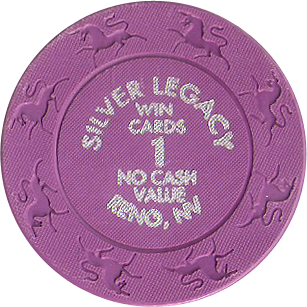 SILVER LEGACY
WIN
CARDS
1
NO CASH
VALUE
RENO, NV